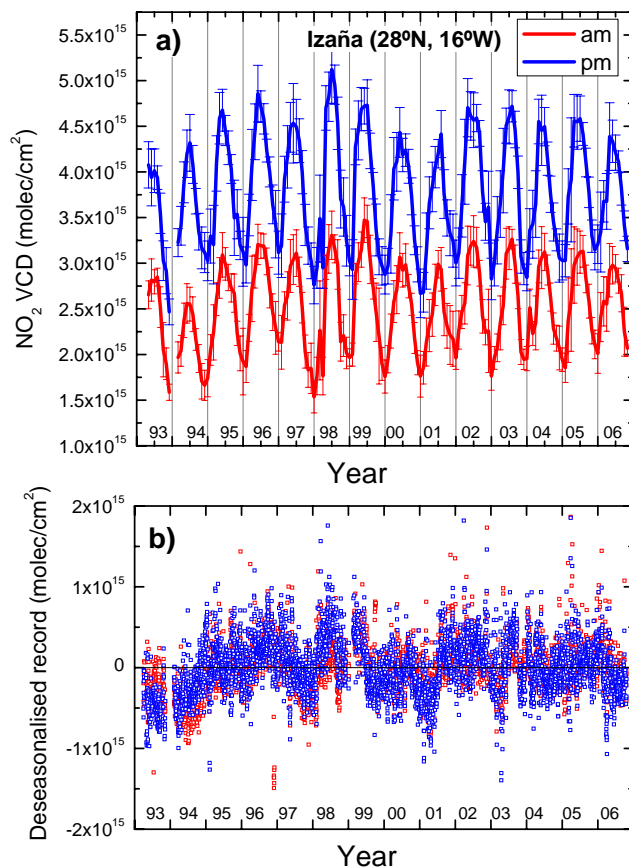 a)
Izaña (28ºN, 16ºW)
am
pm
NO2 VCD (molec/cm2)
5.5x10^15
5.0x10^15
4.5x10^15
4.0x10^15
3.5x10^15
3.0x10^15
2.5x10^15
2.0x10^15
1.5x10^15
1.0x10^15
93 94 95 96 97 98 99 00 01 02 03 04 05 06
Year
b)
Deseasonalised record (molec/cm2)
2x10^15
1x10^15
0
-1x10^15
-2x10^15
93 94 95 96 97 98 99 00 01 02 03 04 05 06
Year